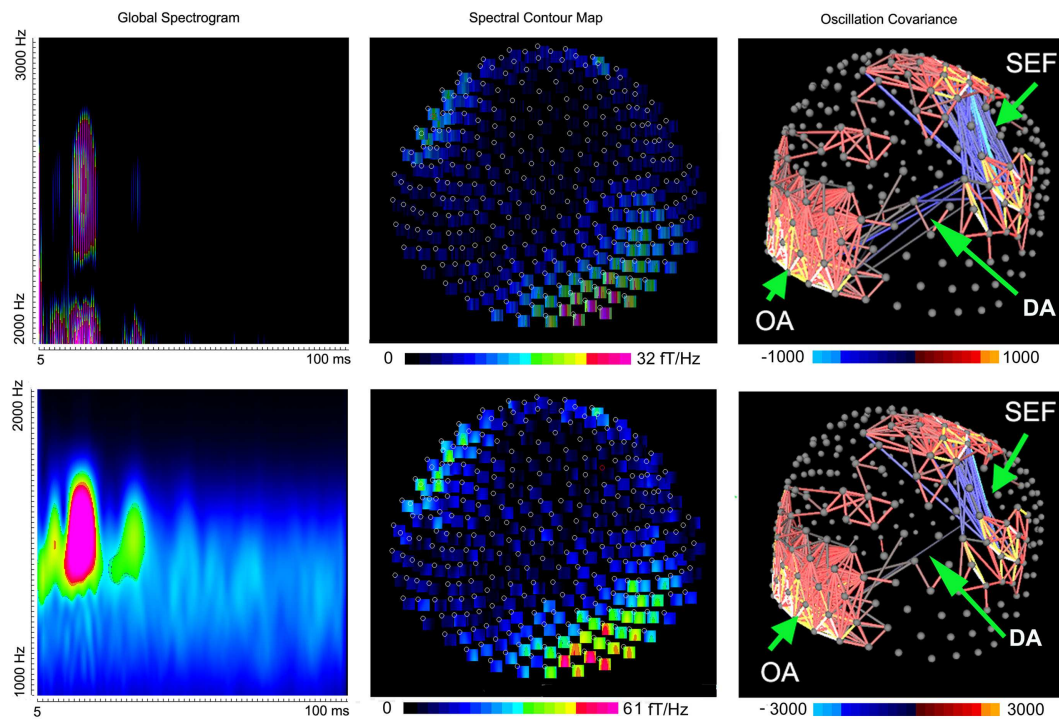 Global Spectrogram
Spectral Contour Map
Oscillation Covariance
3000 Hz
2000 Hz
5
100 ms
0
32 fT/Hz
SEF
DA
OA
-1000
1000
2000 Hz
1000 Hz
5
100 ms
0
61 fT/Hz
SEF
DA
OA
- 3000
3000